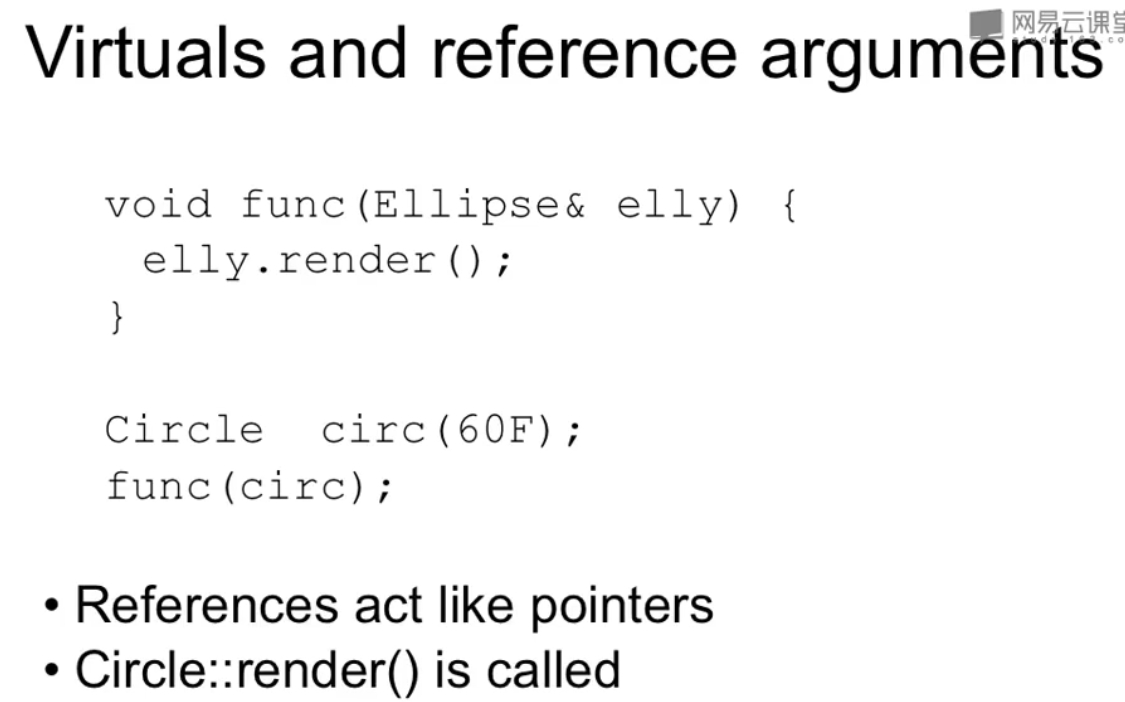 网易云课堂
Virtuals and reference arguments
void func(Ellipse& elly) {
elly.render();
}
Circle circ(60F);
func(circ);
• References act like pointers
• Circle::render() is called